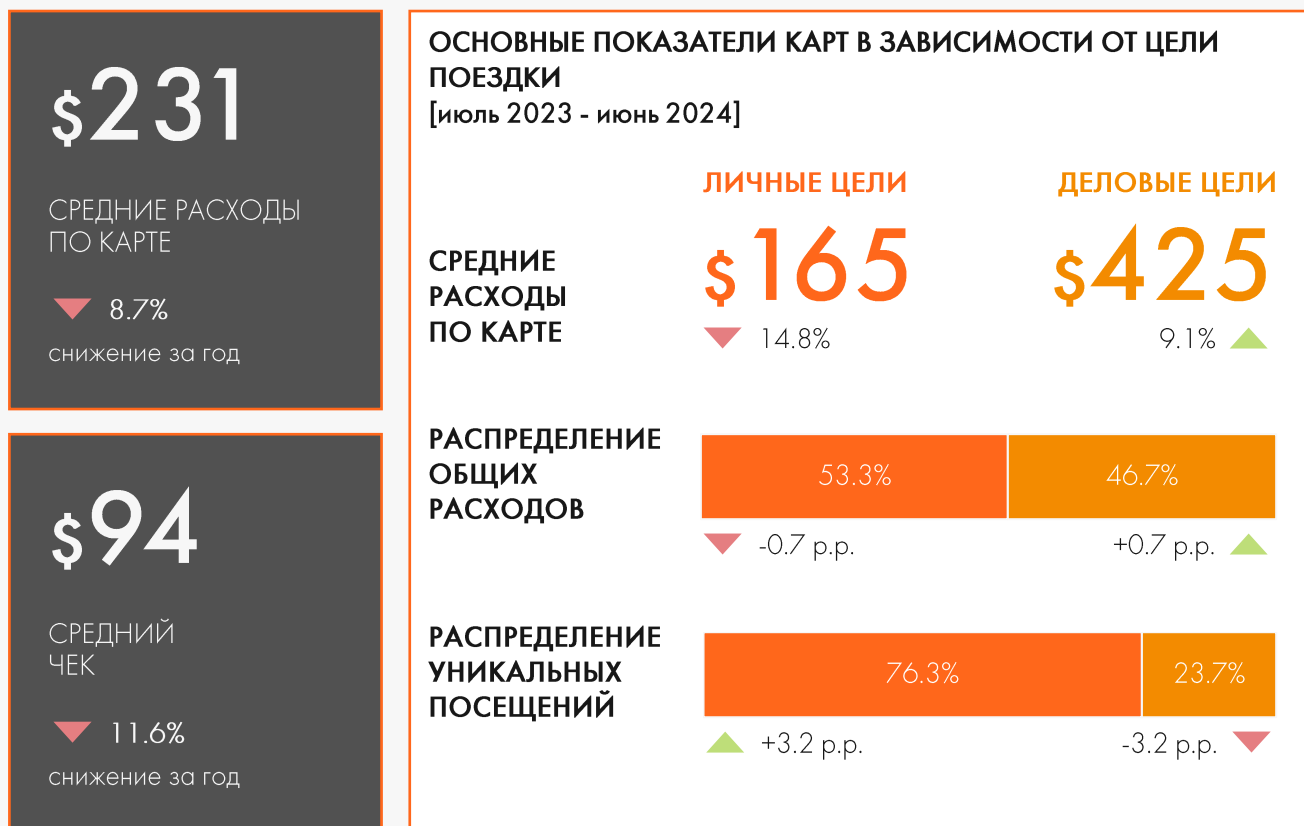 $231
СРЕДНИЕ РАСХОДЫ
ПО КАРТЕ
8.7%
снижение за год
$94
СРЕДНИЙ
ЧЕК
11.6%
снижение за год
ОСНОВНЫЕ ПОКАЗАТЕЛИ КАРТ В ЗАВИСИМОСТИ ОТ ЦЕЛИ
ПОЕЗДКИ
[июль 2023 - июнь 2024]
ЛИЧНЫЕ ЦЕЛИ
ДЕЛОВЫЕ ЦЕЛИ
СРЕДНИЕ
РАСХОДЫ
ПО КАРТЕ
$165
$425
14.8%
9.1%
РАСПРЕДЕЛЕНИЕ
ОБЩИХ
РАСХОДОВ
53.3%
46.7%
-0.7 p.p.
+0.7 p.p.
РАСПРЕДЕЛЕНИЕ
УНИКАЛЬНЫХ
ПОСЕЩЕНИЙ
76.3%
23.7%
+3.2 p.p.
-3.2 p.p.